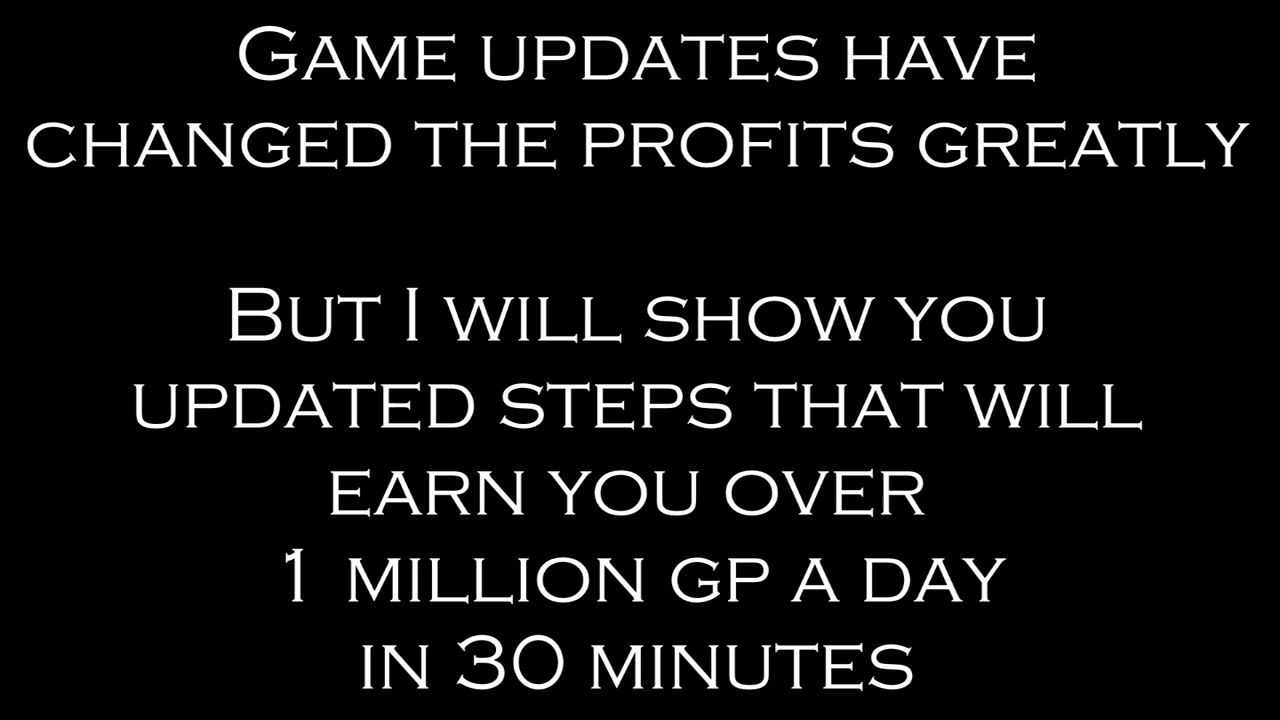 Game updates have
changed the profits greatly
But I will show you
updated steps that will
earn you over
1 million gp a day
in 30 minutes